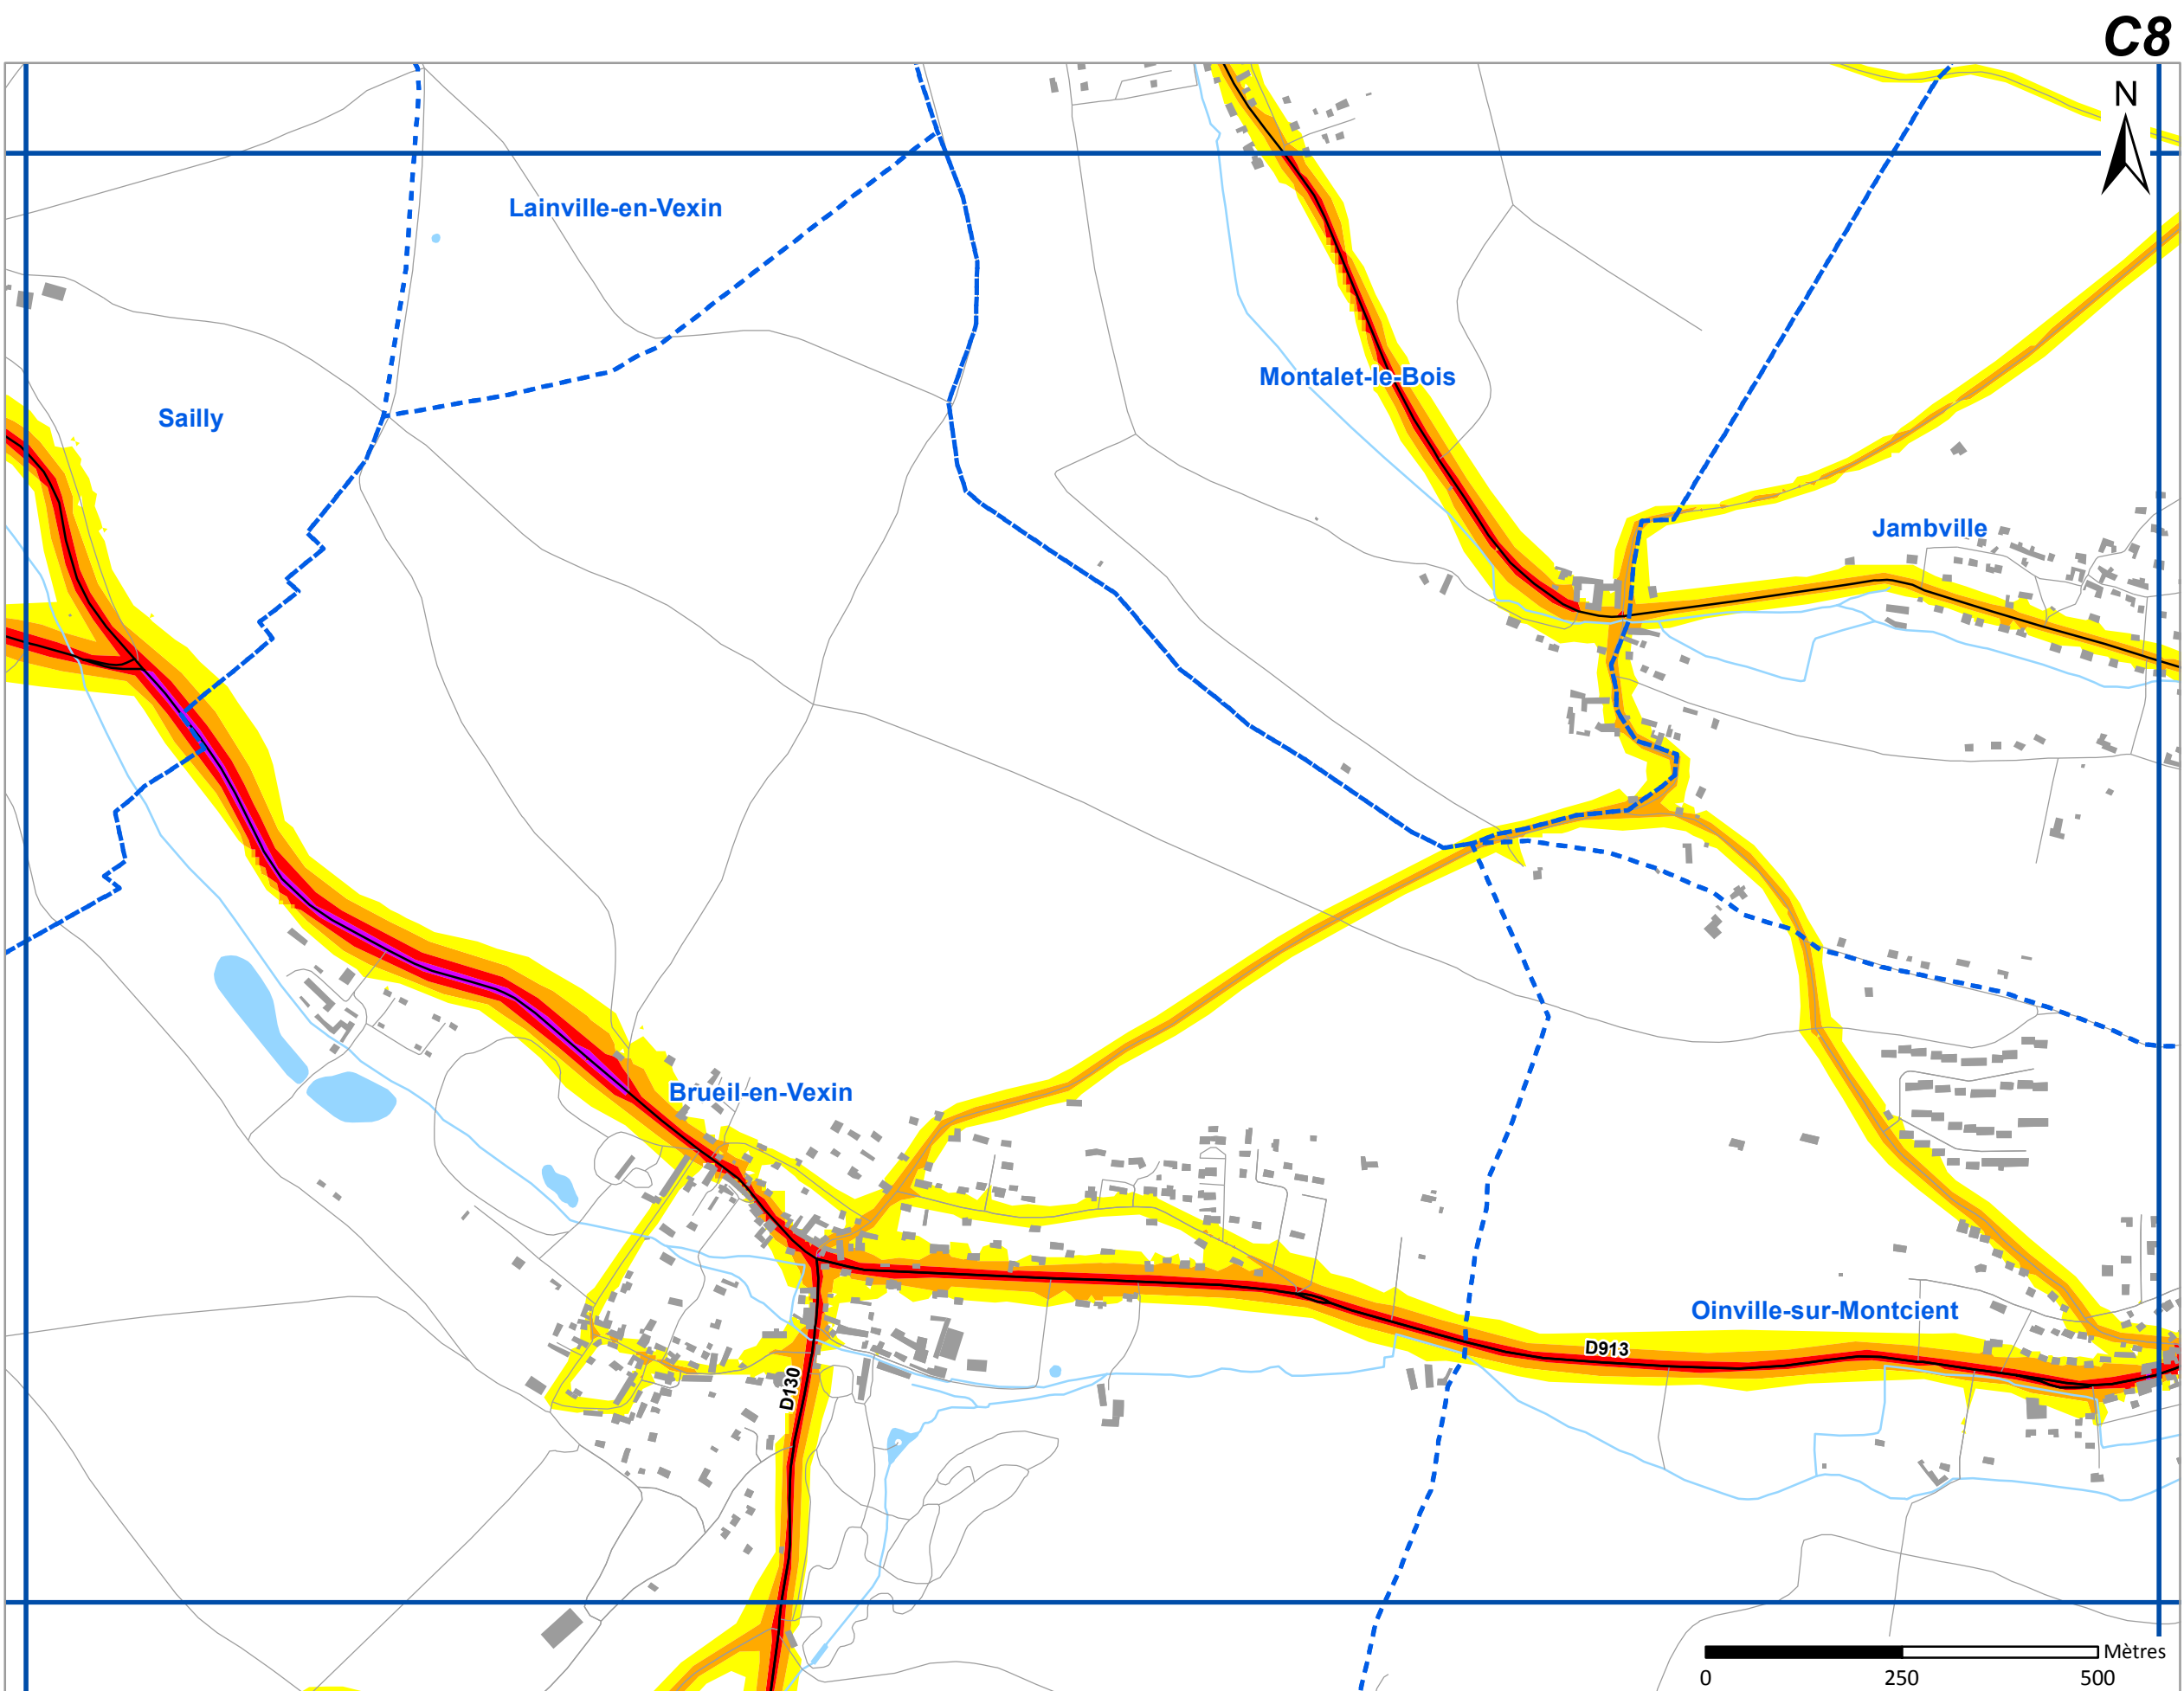 C8
N
Lainville-en-Vexin
Montalet-le-Bois
Sailly
Jambville
Brueil-en-Vexin
Oinville-sur-Montcient
D913
D130
Mètres
0 250 500